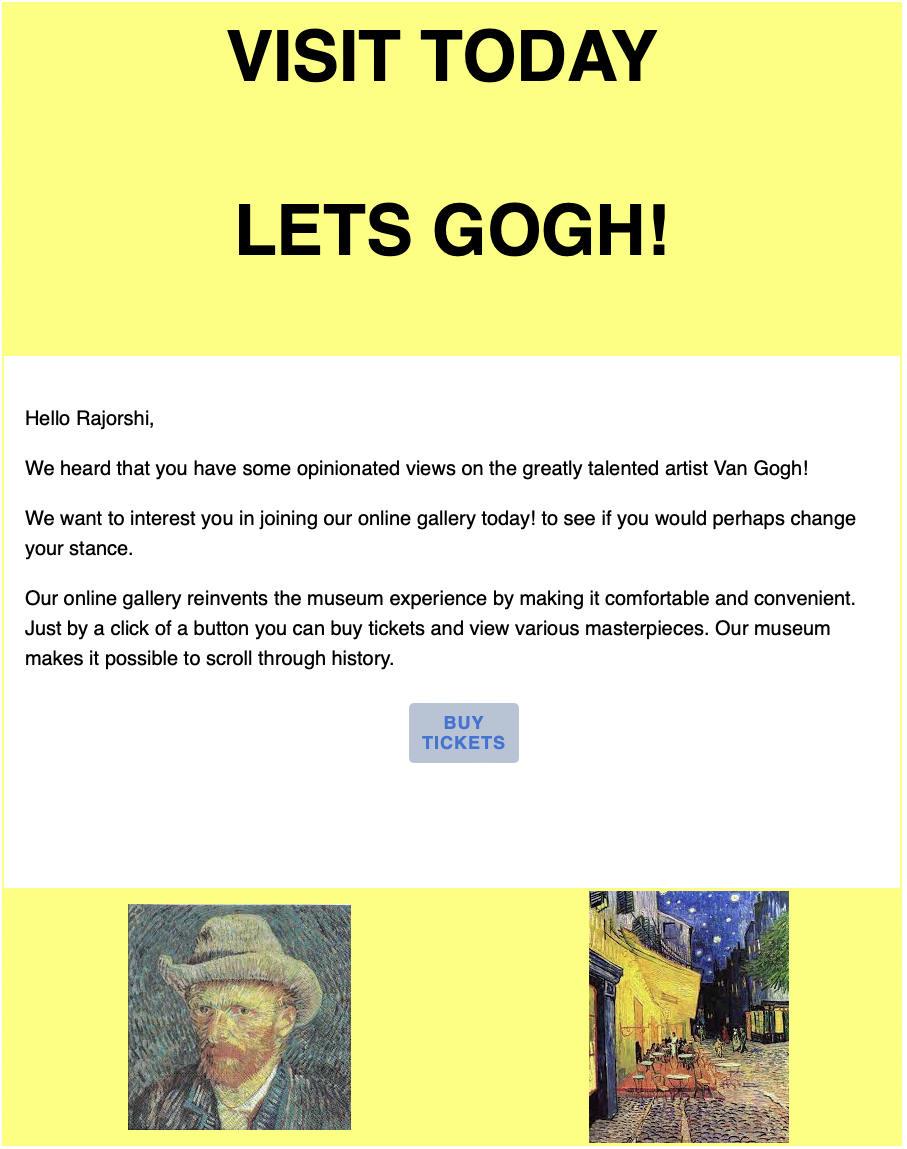 VISIT TODAY
LETS GOGH!
Hello Rajorshi,
We heard that you have some opinionated views on the greatly talented artist Van Gogh!
We want to interest you in joining our online gallery today! to see if you would perhaps change
your stance.
Our online gallery reinvents the museum experience by making it comfortable and convenient.
Just by a click of a button you can buy tickets and view various masterpieces. Our museum
makes it possible to scroll through history.
BUY
TICKETS